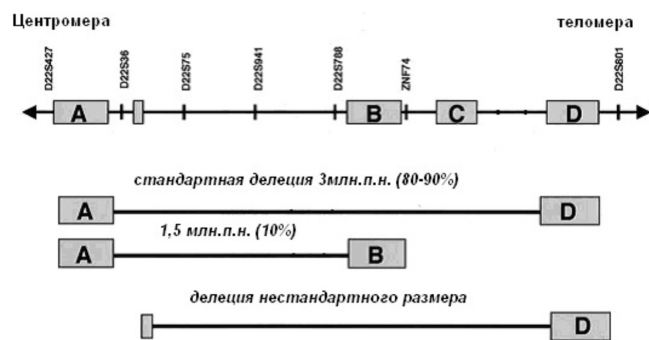 Центромера
теломера
D22S427
D22S36
D22S75
D22S941
D22S788
ZNF74
D22S801
A
B
C
D
стандартная делеция 3млн.п.н. (80-90%)
A
D
1,5 млн.п.н. (10%)
A
B
делеция нестандартного размера
D